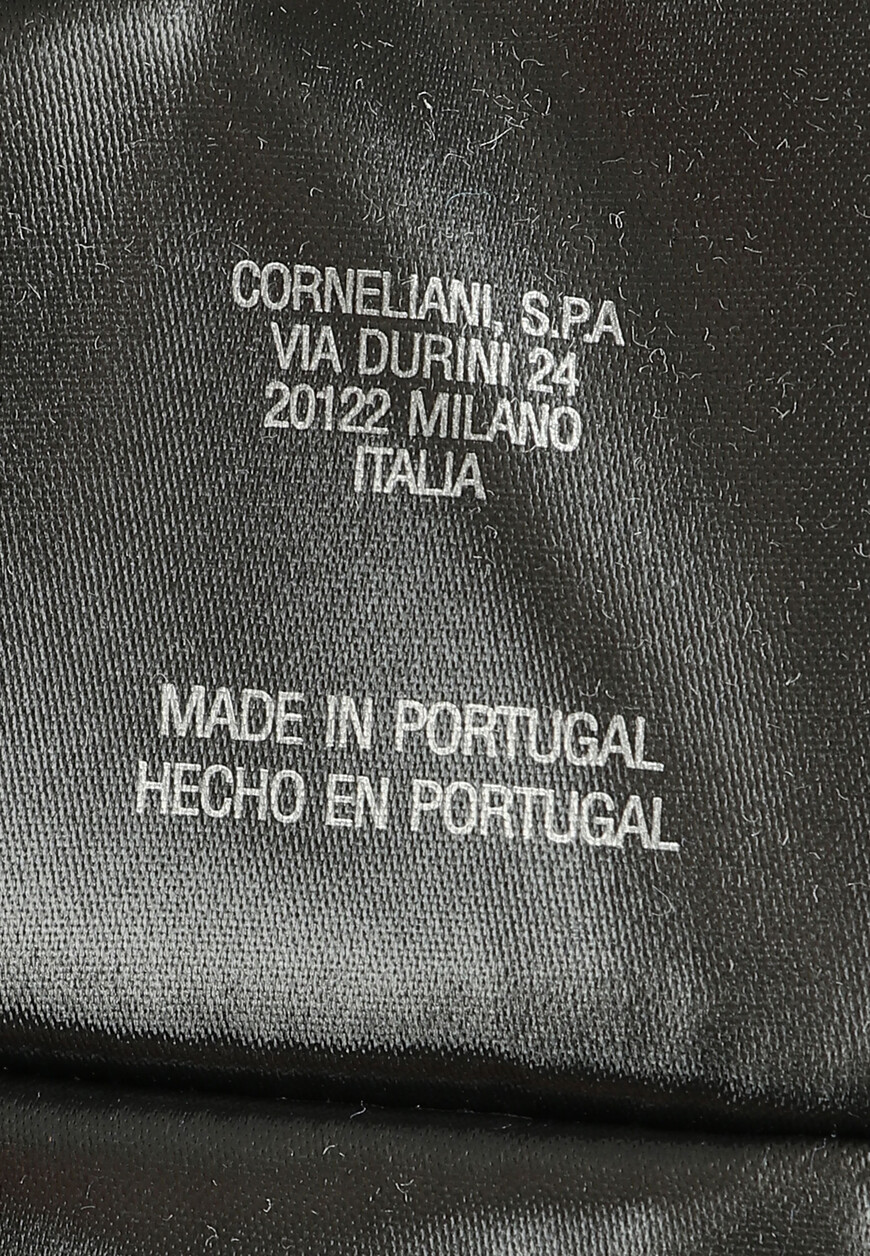 CORNELIANI, S.P.A
VIA DURINI 24
20122 MILANO
ITALIA
MADE IN PORTUGAL
HECHO EN PORTUGAL